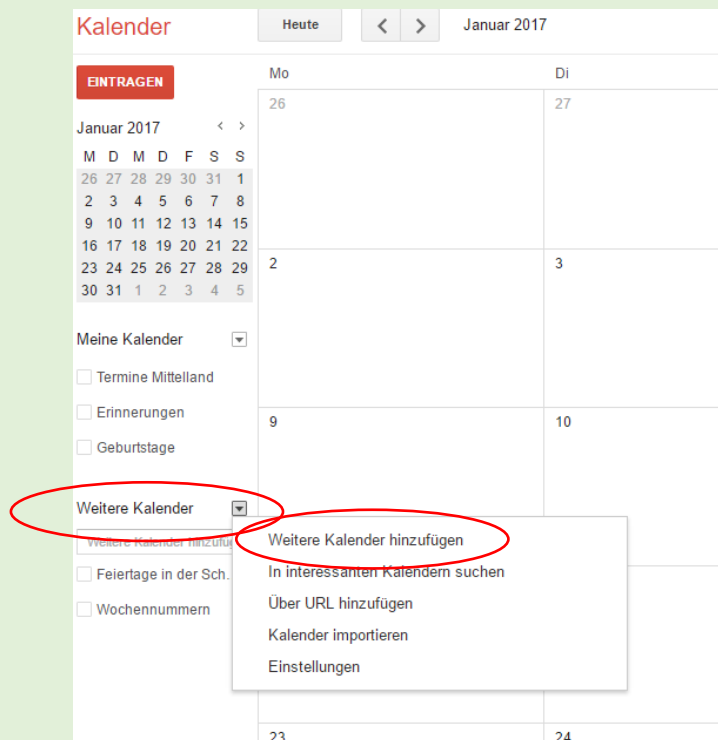 Kalender Heute Januar 2017
Mo Di
EINTRAGEN
26 27
Januar 2017
M D M D F S S
26 27 28 29 30 31 1
2 3 4 5 6 7 8
9 10 11 12 13 14 15
16 17 18 19 20 21 22
23 24 25 26 27 28 29
30 31 1 2 3 4 5
2 3
Meine Kalender
Termine Mittelland
Erinnerungen
Geburtstage
9 10
Weitere Kalender
Weitere Kalender hinzufüg
Feiertage in der Sch.
Wochennummern
Weitere Kalender hinzufügen
In interessanten Kalendern suchen
Über URL hinzufügen
Kalender importieren
Einstellungen
23 24